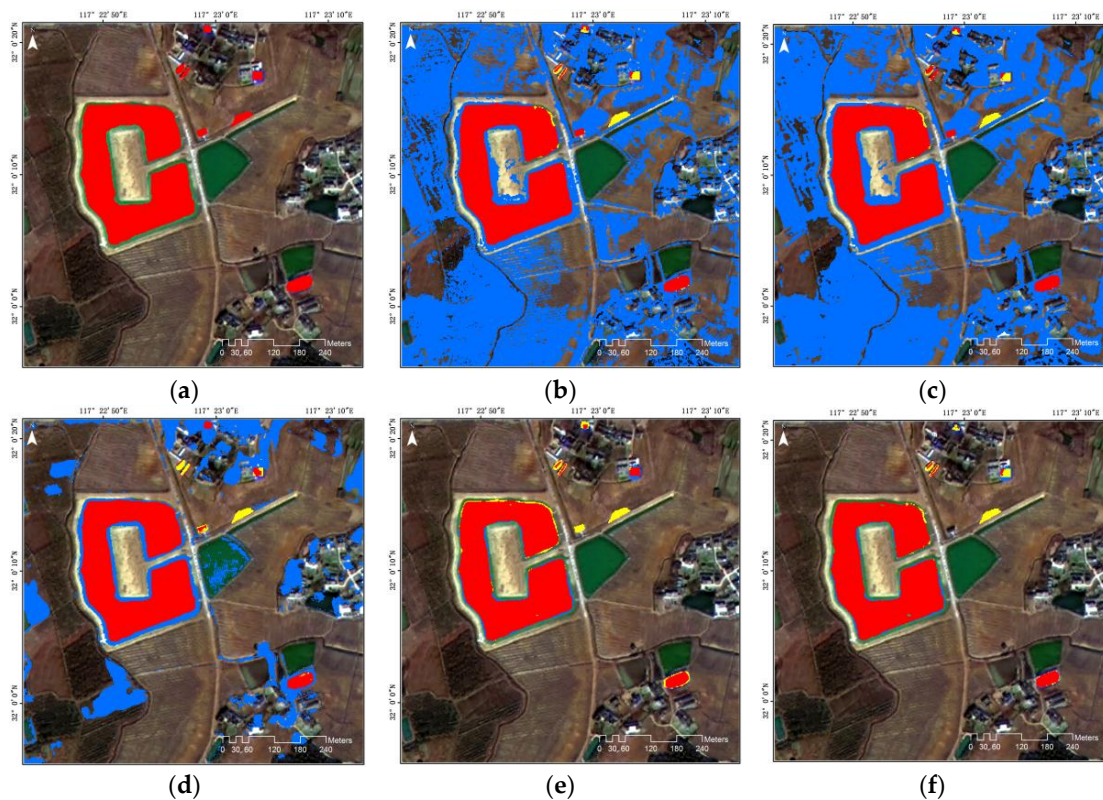 117° 22′ 50″E 117° 23′ 0″E 117° 23′ 10″E
32° 0′ 20″N
32° 0′ 10″N
32° 0′ 0″N
0 30 60 120 180 240 Meters
(a)
117° 22′ 50″E 117° 23′ 0″E 117° 23′ 10″E
32° 0′ 20″N
32° 0′ 10″N
32° 0′ 0″N
0 30 60 120 180 240 Meters
(b)
117° 22′ 50″E 117° 23′ 0″E 117° 23′ 10″E
32° 0′ 20″N
32° 0′ 10″N
32° 0′ 0″N
0 30 60 120 180 240 Meters
(c)
117° 22′ 50″E 117° 23′ 0″E 117° 23′ 10″E
32° 0′ 20″N
32° 0′ 10″N
32° 0′ 0″N
0 30 60 120 180 240 Meters
(d)
117° 22′ 50″E 117° 23′ 0″E 117° 23′ 10″E
32° 0′ 20″N
32° 0′ 10″N
32° 0′ 0″N
0 30 60 120 180 240 Meters
(e)
117° 22′ 50″E 117° 23′ 0″E 117° 23′ 10″E
32° 0′ 20″N
32° 0′ 10″N
32° 0′ 0″N
0 30 60 120 180 240 Meters
(f)